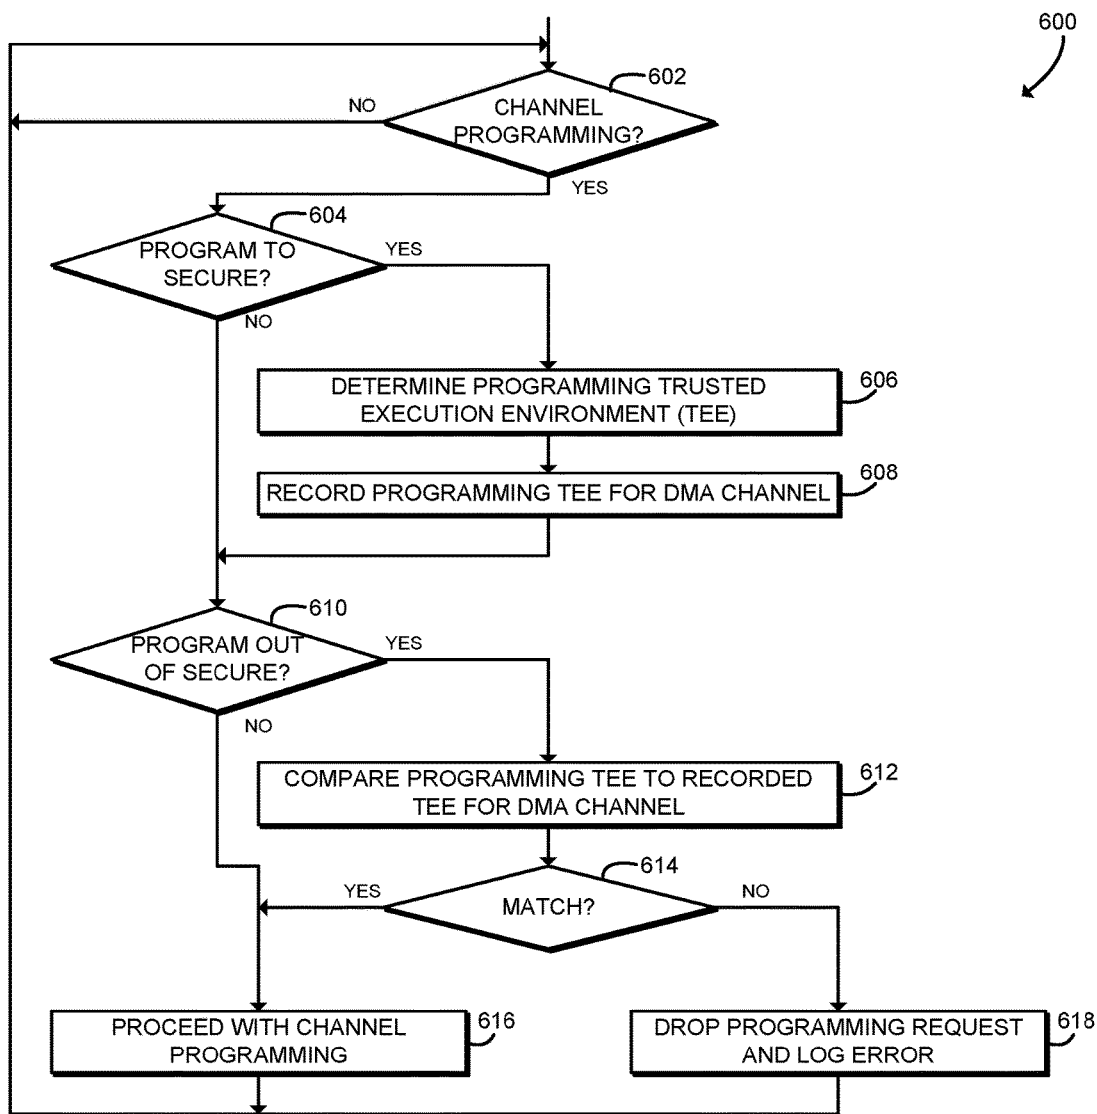 600
602
NO
CHANNEL
PROGRAMMING?
YES
604
PROGRAM TO
SECURE?
YES
NO
DETERMINE PROGRAMMING TRUSTED
EXECUTION ENVIRONMENT (TEE)
606
RECORD PROGRAMMING TEE FOR DMA CHANNEL
608
610
PROGRAM OUT
OF SECURE?
YES
NO
COMPARE PROGRAMMING TEE TO RECORDED
TEE FOR DMA CHANNEL
612
614
YES
MATCH?
NO
PROCEED WITH CHANNEL
PROGRAMMING
616
DROP PROGRAMMING REQUEST
AND LOG ERROR
618